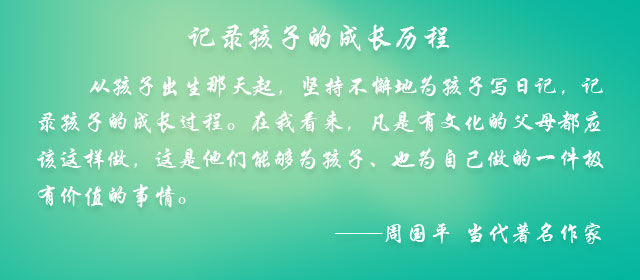 记录孩子的成长历程
从孩子出生那天起，坚持不懈地为孩子写日记，记
录孩子的成长过程。在我看来，凡是有文化的父母都应
该这样做，这是他们能够为孩子、也为自己做的一件极
有价值的事情。
——周国平 当代著名作家